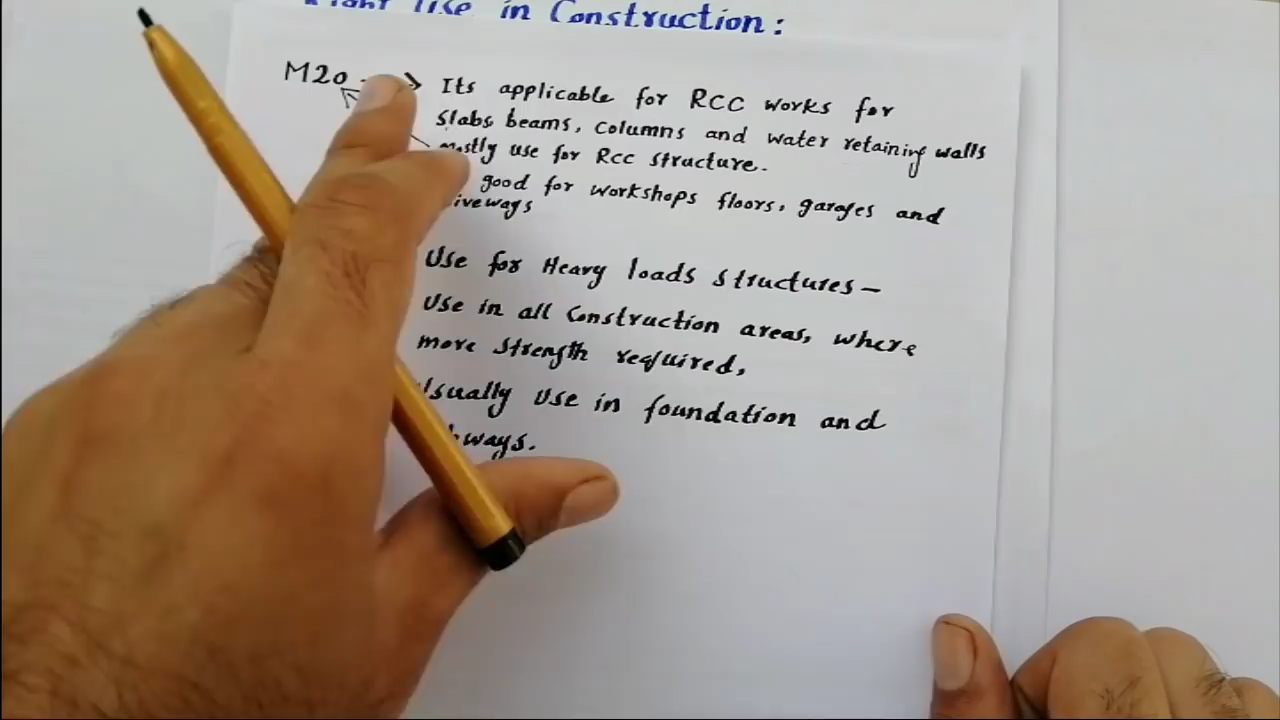 Use in Construction:
M20 → Its applicable for RCC works for
slabs, beams, columns and water retaining walls
mostly use for Rcc structure.
good for workshops floors, garages and
Use for Heavy loads structures-
Use in all Construction areas, where
more strength required,
Usually use in foundation and